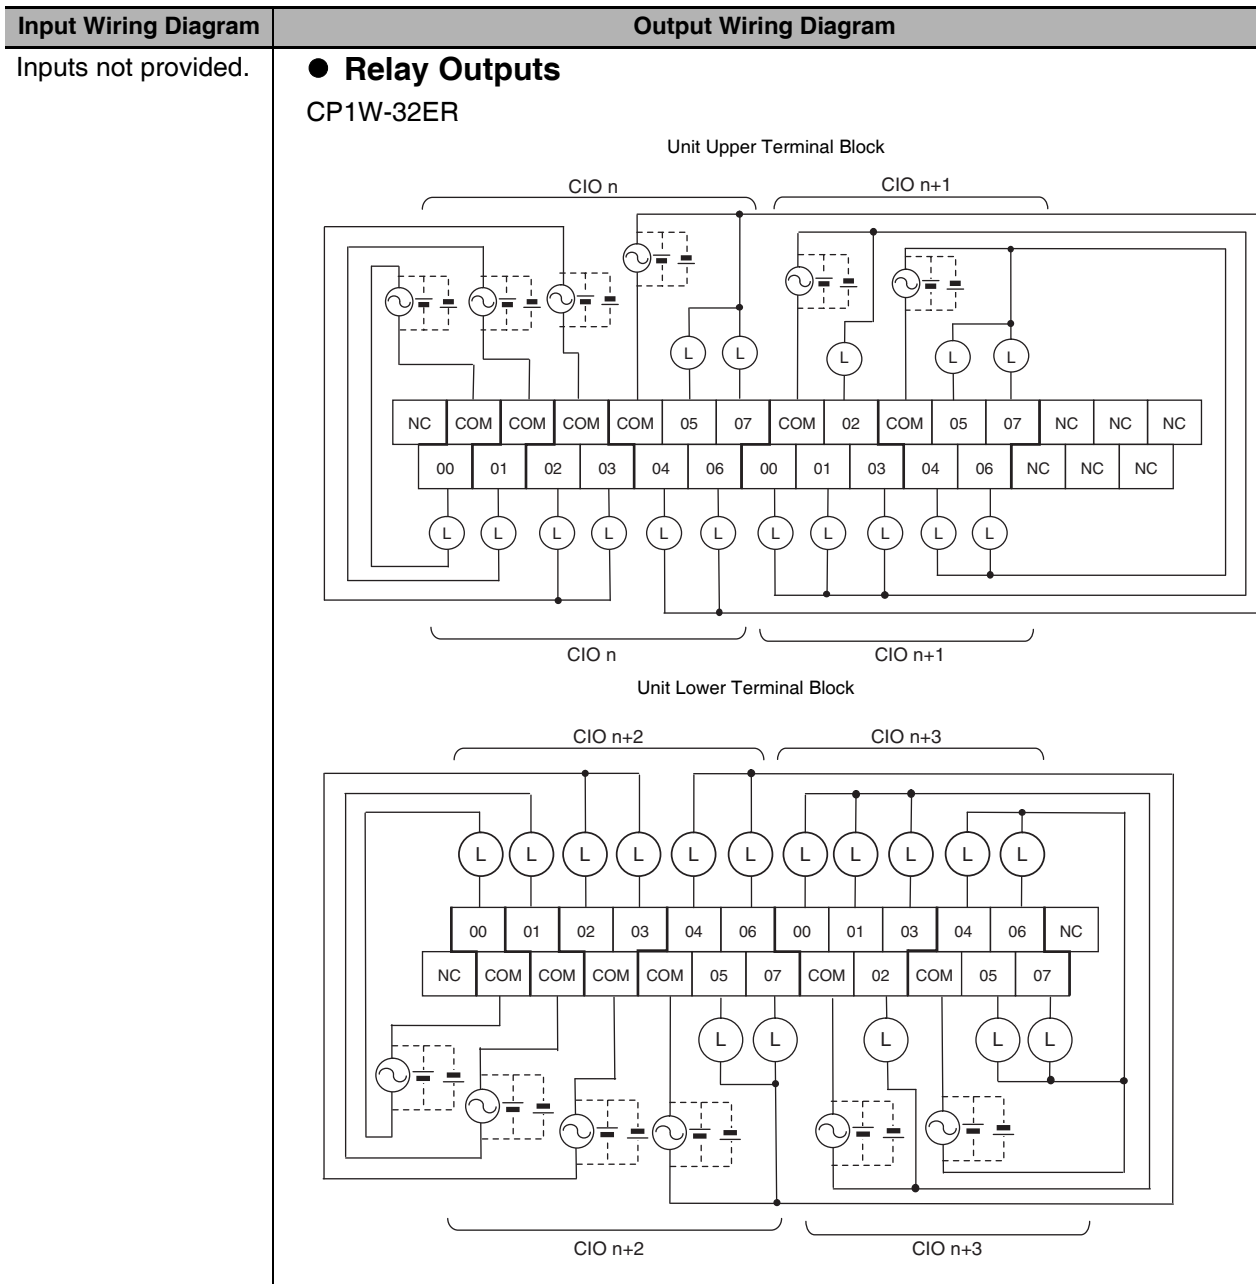 Input Wiring Diagram Output Wiring Diagram
Inputs not provided.
● Relay Outputs
CP1W-32ER
Unit Upper Terminal Block
CIO n CIO n+1
L L L L L
NC COM COM COM COM 05 07 COM 02 COM 05 07 NC NC NC
00 01 02 03 04 06 00 01 03 04 06 NC NC NC
L L L L L L L L L L L
CIO n CIO n+1
Unit Lower Terminal Block
CIO n+2 CIO n+3
L L L L L L L L L L L
00 01 02 03 04 06 00 01 03 04 06 NC
NC COM COM COM COM 05 07 COM 02 COM 05 07
L L L L L
CIO n+2 CIO n+3